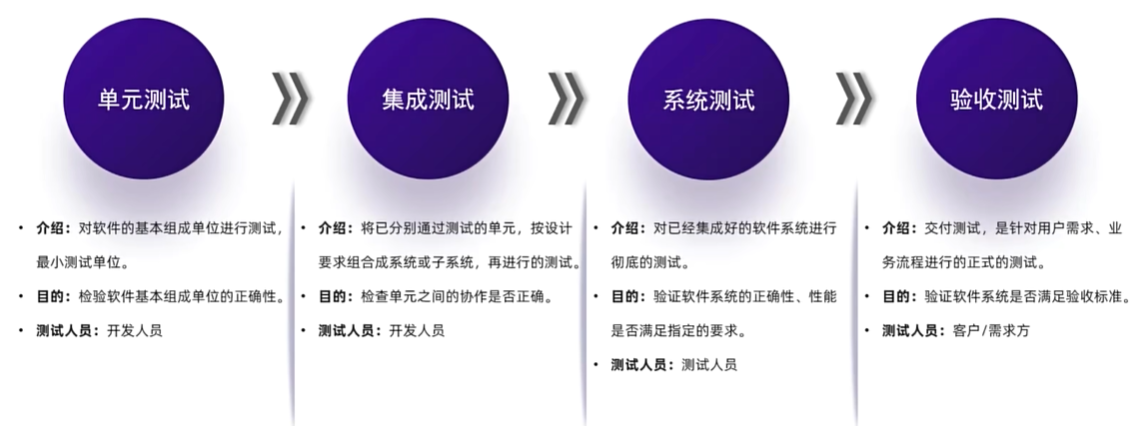 单元测试
集成测试
系统测试
验收测试
• 介绍：对软件的基本组成单位进行测试，
最小测试单位。
• 目的：检验软件基本组成单位的正确性。
• 测试人员：开发人员
• 介绍：将已分别通过测试的单元，按设计
要求组合成系统或子系统，再进行的测试。
• 目的：检查单元之间的协作是否正确。
• 测试人员：开发人员
• 介绍：对已经集成好的软件系统进行
彻底的测试。
• 目的：验证软件系统的正确性、性能
是否满足指定的要求。
• 测试人员：测试人员
• 介绍：交付测试，是针对用户需求、业
务流程进行的正式的测试。
• 目的：验证软件系统是否满足验收标准。
• 测试人员：客户/需求方